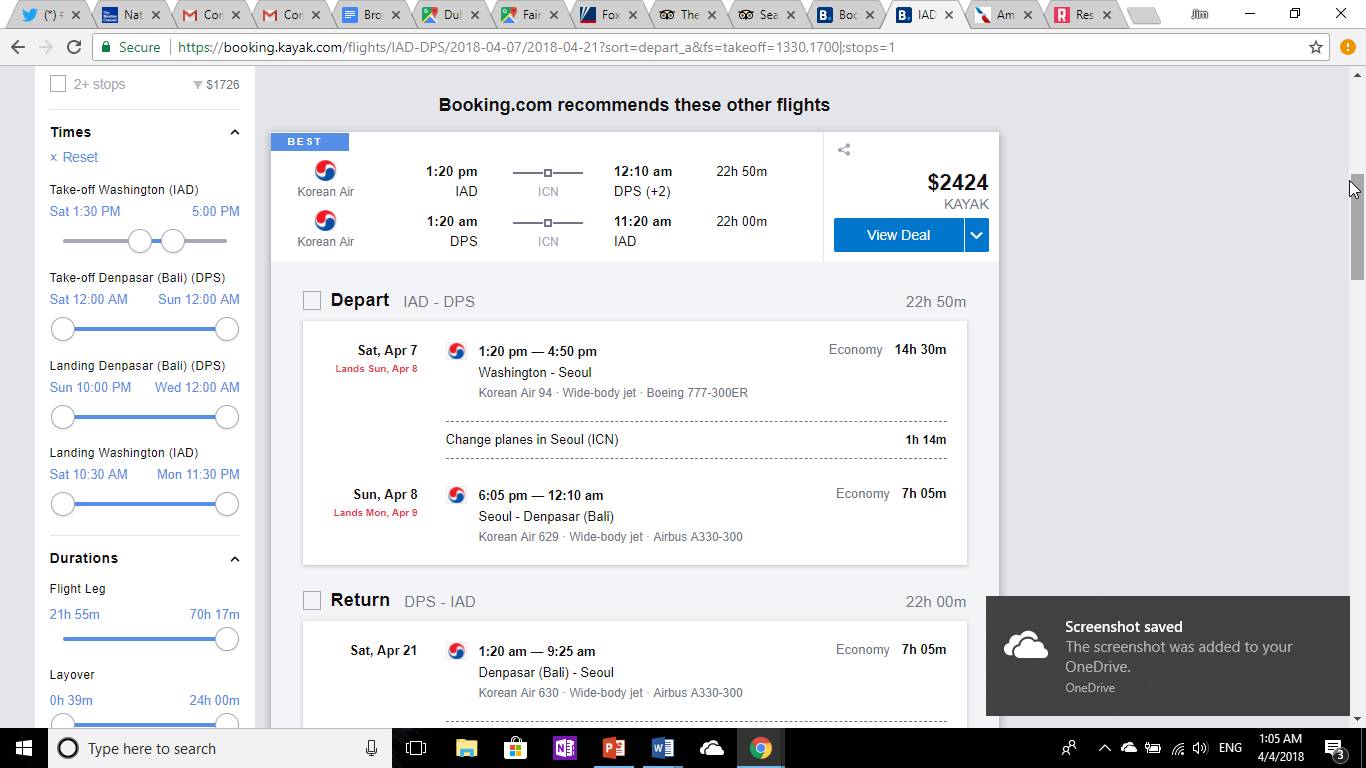 (*)
Nat
Cor
Cor
Bro
Dul
Fair
Fox
The
Sea
Boo
IAD
Am
Res
Jim
Secure
https://booking.kayak.com/flights/IAD-DPS/2018-04-07/2018-04-21?sort=depart_a&fs=takeoff=1330,1700|;stops=1
2+ stops
$1726
Times
× Reset
Take-off Washington (IAD)
Sat 1:30 PM 5:00 PM
Take-off Denpasar (Bali) (DPS)
Sat 12:00 AM Sun 12:00 AM
Landing Denpasar (Bali) (DPS)
Sun 10:00 PM Wed 12:00 AM
Landing Washington (IAD)
Sat 10:30 AM Mon 11:30 PM
Durations
Flight Leg
21h 55m 70h 17m
Layover
0h 39m 24h 00m
Booking.com recommends these other flights
BEST
1:20 pm 12:10 am 22h 50m
Korean Air IAD ICN DPS (+2)
1:20 am 11:20 am 22h 00m
Korean Air DPS ICN IAD
$2424
KAYAK
View Deal
Depart IAD - DPS 22h 50m
Sat, Apr 7 1:20 pm — 4:50 pm Economy 14h 30m
Lands Sun, Apr 8 Washington - Seoul
Korean Air 94 · Wide-body jet · Boeing 777-300ER
Change planes in Seoul (ICN) 1h 14m
Sun, Apr 8 6:05 pm — 12:10 am Economy 7h 05m
Lands Mon, Apr 9 Seoul - Denpasar (Bali)
Korean Air 629 · Wide-body jet · Airbus A330-300
Return DPS - IAD 22h 00m
Sat, Apr 21 1:20 am — 9:25 am Economy 7h 05m
Denpasar (Bali) - Seoul
Korean Air 630 · Wide-body jet · Airbus A330-300
Screenshot saved
The screenshot was added to your
OneDrive.
OneDrive
Type here to search
ENG
1:05 AM
4/4/2018
3